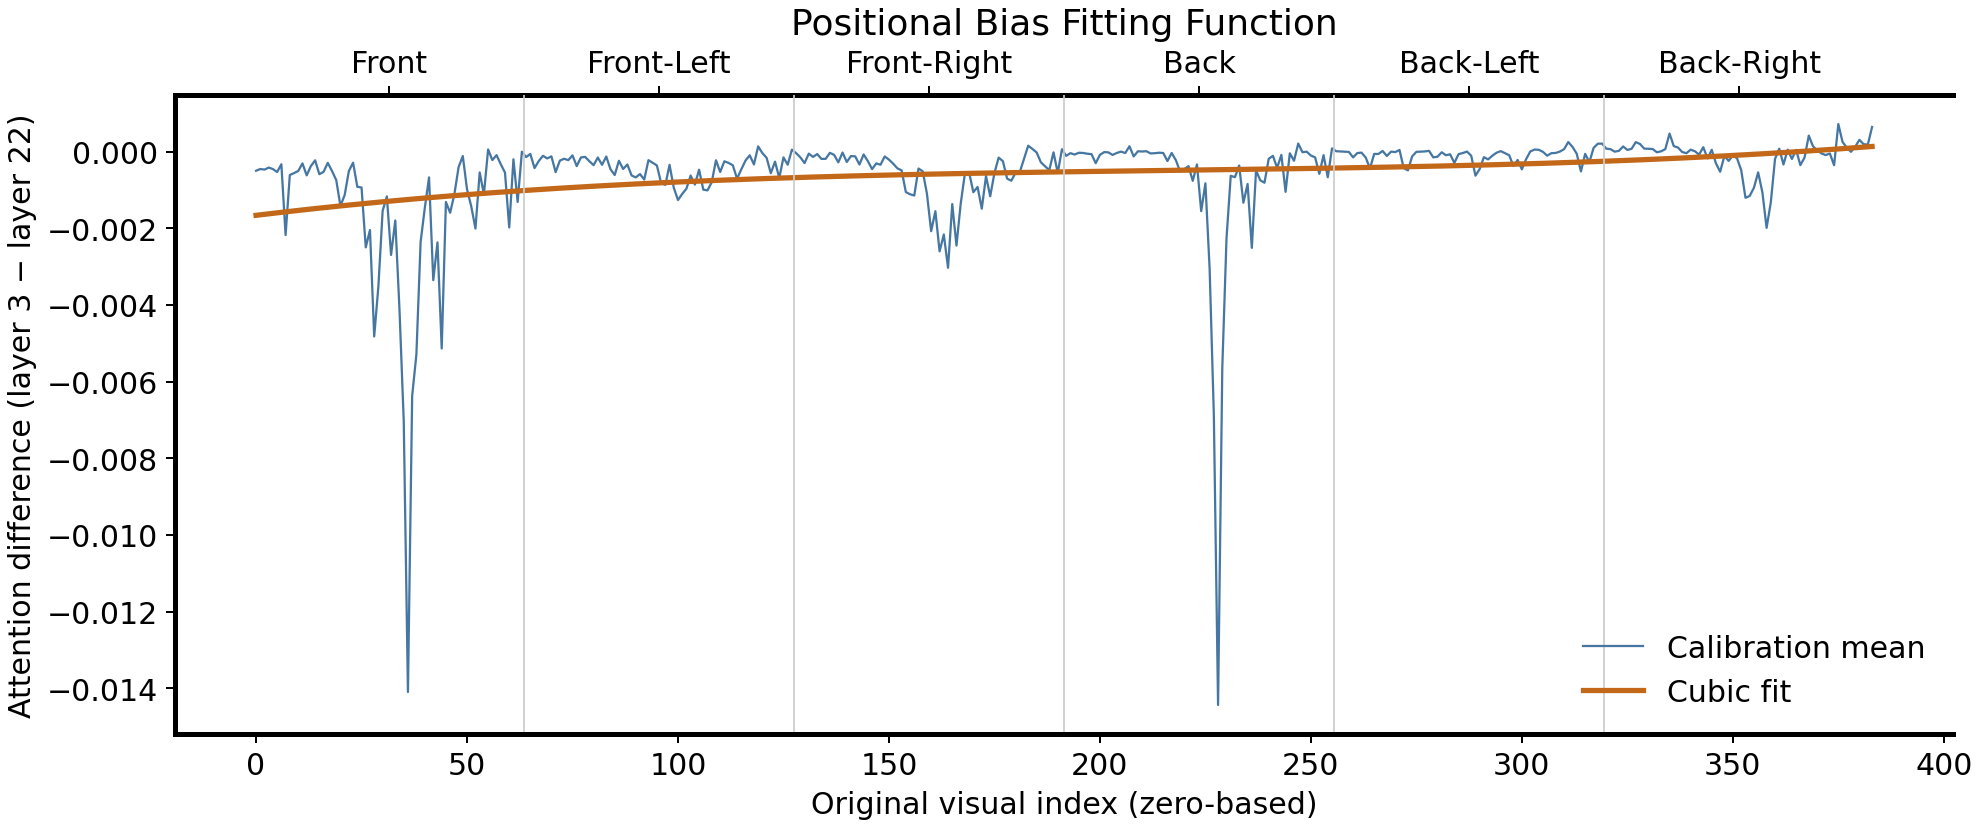 Positional Bias Fitting Function
Front Front-Left Front-Right Back Back-Left Back-Right
Attention difference (layer 3 − layer 22)
0.000
−0.002
−0.004
−0.006
−0.008
−0.010
−0.012
−0.014
Calibration mean
Cubic fit
0 50 100 150 200 250 300 350 400
Original visual index (zero-based)